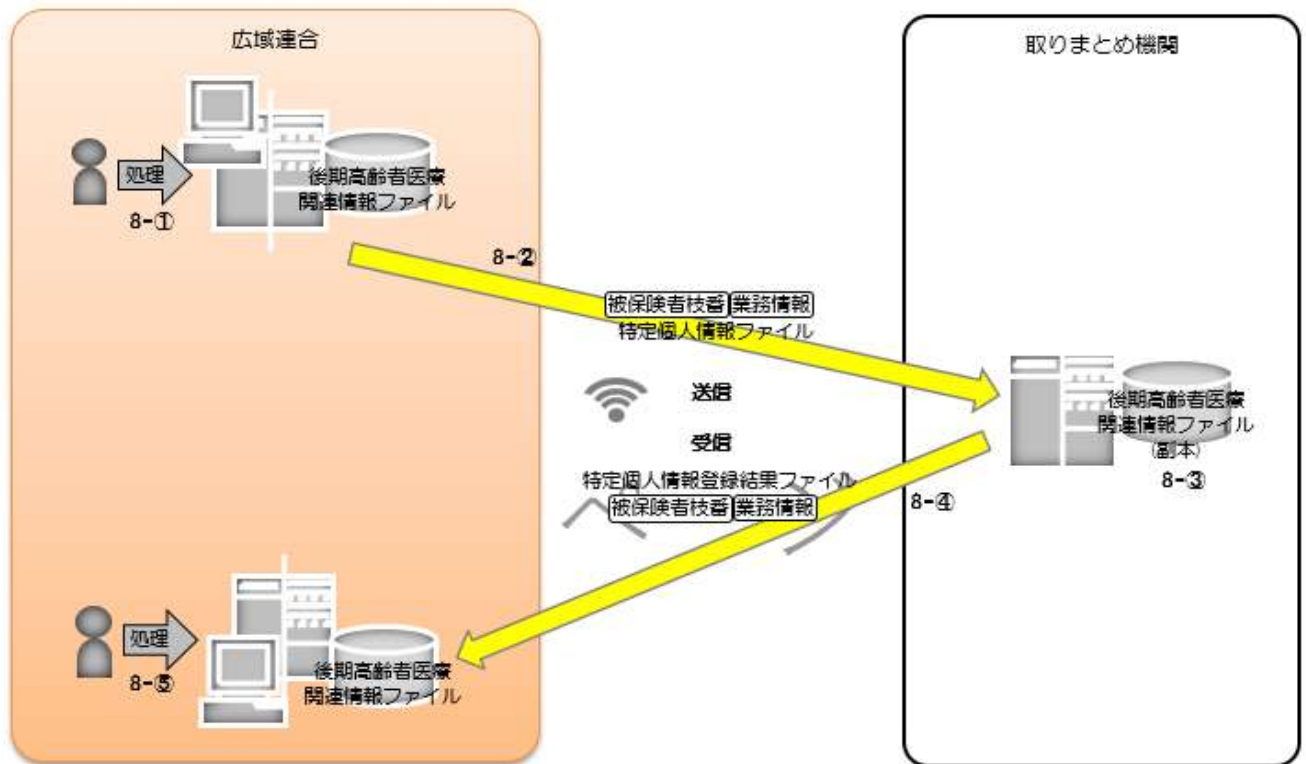 広域連合
取りまとめ機関
処理
8-①
後期高齢者医療
関連情報ファイル
8-②
被保険者枝番 業務情報
特定個人情報ファイル
送信
受信
特定個人情報登録結果ファイル
被保険者枝番 業務情報
後期高齢者医療
関連情報ファイル
(副本)
8-③
8-④
処理
8-⑤
後期高齢者医療
関連情報ファイル